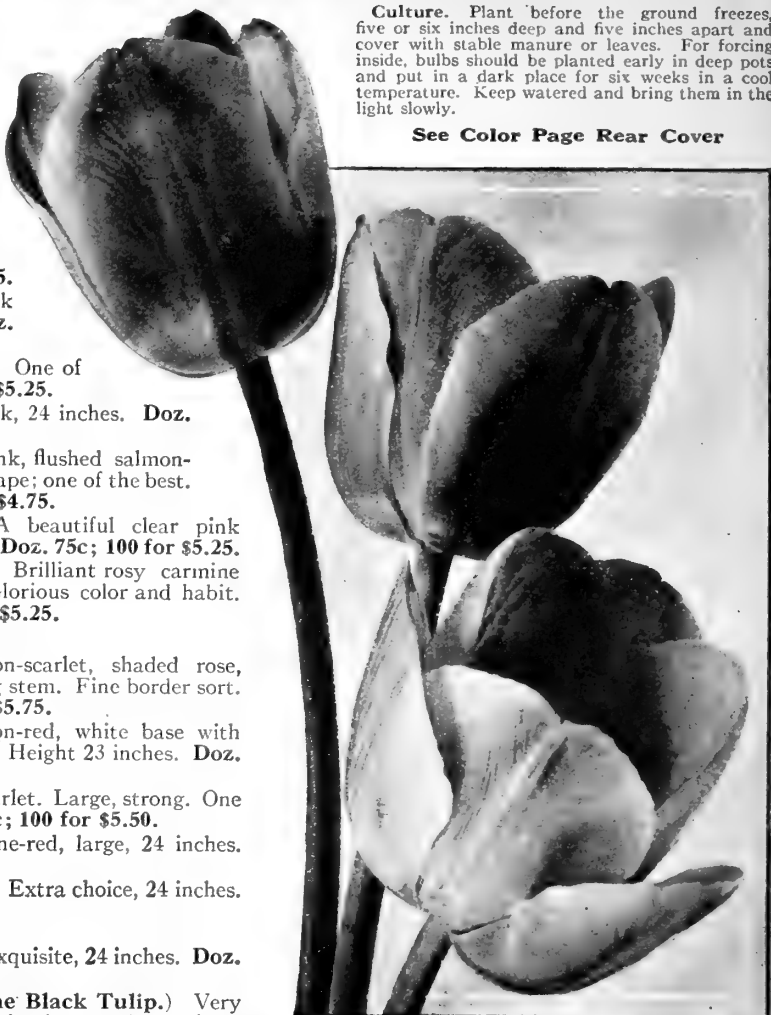 Culture. Plant before the ground freezes,
five or six inches deep and five inches apart and
cover with stable manure or leaves. For forcing
inside, bulbs should be planted early in deep pots
and put in a dark place for six weeks in a cool
temperature. Keep watered and bring them in the
light slowly.
See Color Page Rear Cover
5.
k
z.
One of
$5.25.
k, 24 inches. Doz.
nk, flushed salmon-
ape; one of the best.
$4.75.
A beautiful clear pink
Doz. 75c; 100 for $5.25.
Brilliant rosy carmine
lorious color and habit.
$5.25.
on-scarlet, shaded rose,
g stem. Fine border sort.
$5.75.
on-red, white base with
Height 23 inches. Doz.
rlet. Large, strong. One
c; 100 for $5.50.
ne-red, large, 24 inches.
Extra choice, 24 inches.
xquisite, 24 inches. Doz.
e Black Tulip.) Very